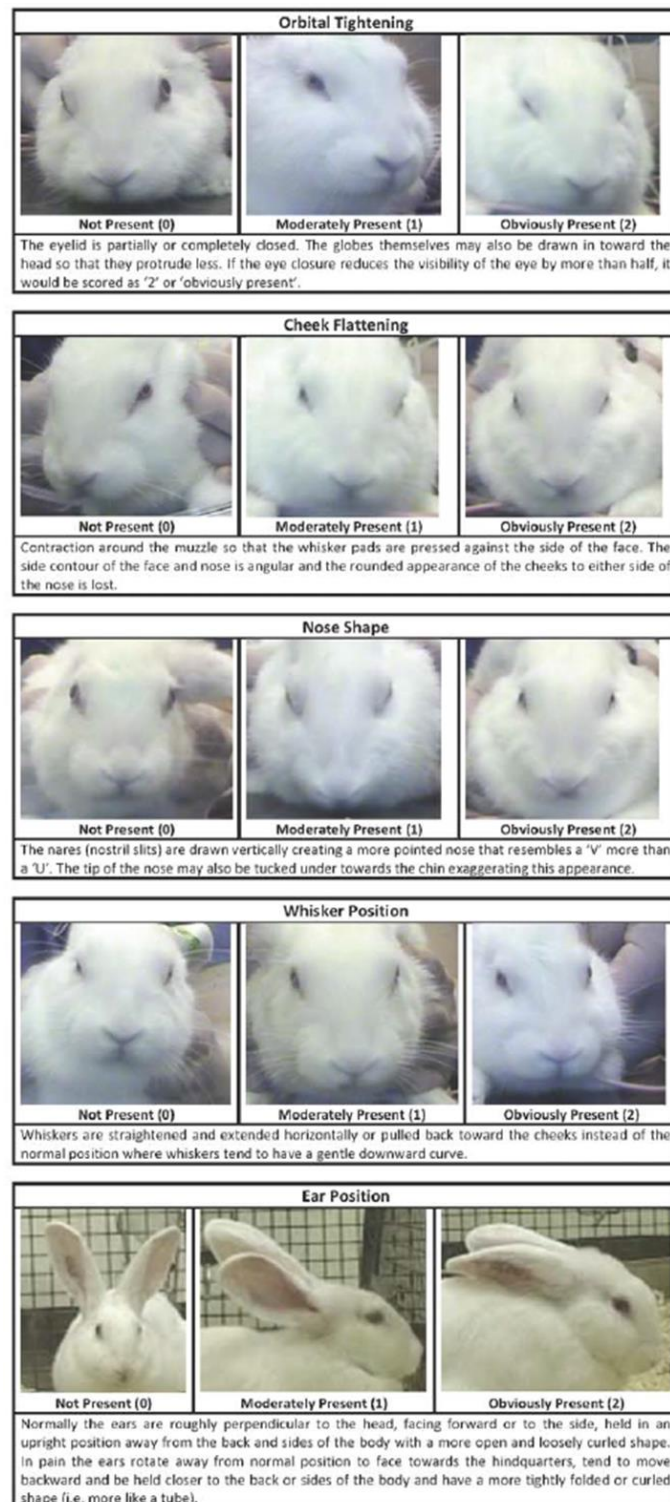 Orbital Tightening
Not Present (0) Moderately Present (1) Obviously Present (2)
The eyelid is partially or completely closed. The globes themselves may also be drawn in toward the
head so that they protrude less. If the eye closure reduces the visibility of the eye by more than half, it
would be scored as '2' or 'obviously present'.
Cheek Flattening
Not Present (0) Moderately Present (1) Obviously Present (2)
Contraction around the muzzle so that the whisker pads are pressed against the side of the face. The
side contour of the face and nose is angular and the rounded appearance of the cheeks to either side of
the nose is lost.
Nose Shape
Not Present (0) Moderately Present (1) Obviously Present (2)
The nares (nostril slits) are drawn vertically creating a more pointed nose that resembles a 'V' more than
a 'U'. The tip of the nose may also be tucked under towards the chin exaggerating this appearance.
Whisker Position
Not Present (0) Moderately Present (1) Obviously Present (2)
Whiskers are straightened and extended horizontally or pulled back toward the cheeks instead of the
normal position where whiskers tend to have a gentle downward curve.
Ear Position
Not Present (0) Moderately Present (1) Obviously Present (2)
Normally the ears are roughly perpendicular to the head, facing forward or to the side, held in an
upright position away from the back and sides of the body with a more open and loosely curled shape.
In pain the ears rotate away from normal position to face towards the hindquarters, tend to move
backward and be held closer to the back or sides of the body and have a more tightly folded or curled
shape (i.e. more like a tube).